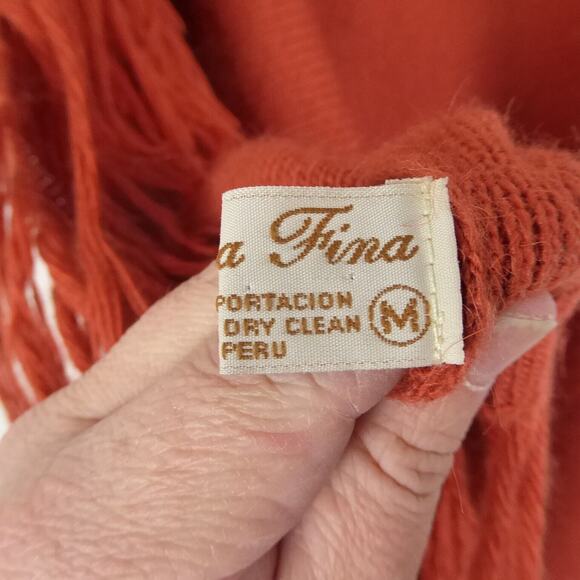 a Fina
PORTACION
DRY CLEAN
PERU
M